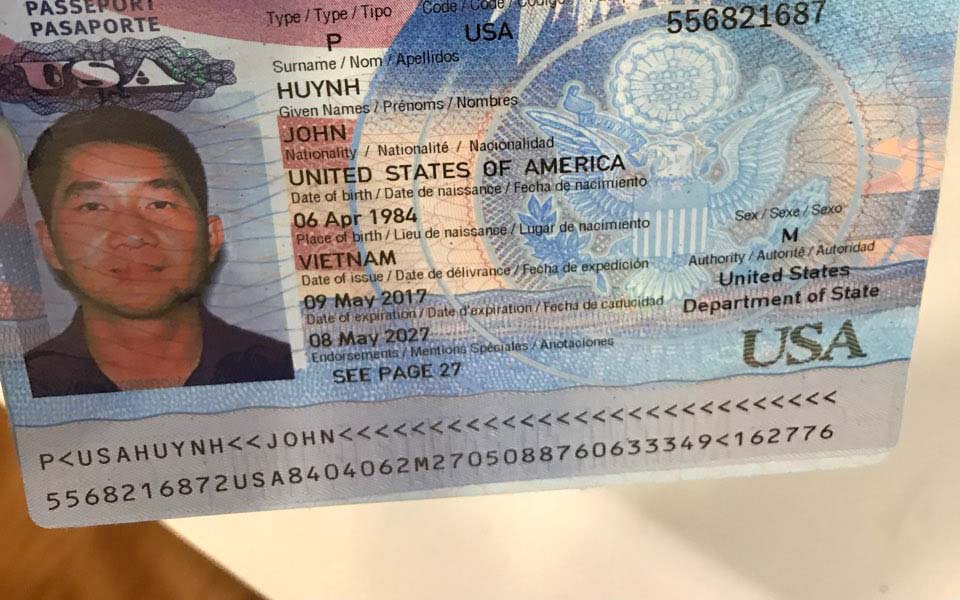 PASSEPORT
PASAPORTE
USA
Type / Type / Tipo
Code / Code / Codigo
P
USA
556821687
Surname / Nom / Apellidos
HUYNH
Given Names / Prénoms / Nombres
JOHN
Nationality / Nationalité / Nacionalidad
UNITED STATES OF AMERICA
Date of birth / Date de naissance / Fecha de nacimiento
06 Apr 1984
Place of birth / Lieu de naissance / Lugar de nacimiento
VIETNAM
Sex / Sexe / Sexo
M
Date of issue / Date de délivrance / Fecha de expedición
09 May 2017
Authority / Autorité / Autoridad
United States
Department of State
Date of expiration / Date d'expiration / Fecha de caducidad
08 May 2027
Endorsements / Mentions Spéciales / Anotaciones
SEE PAGE 27
USA
P<USAHUYNH<<JOHN<<<<<<<<<<<<<<<<<<<<<<<<<<<<
5568216872USA8404062M2705088760633349<162776